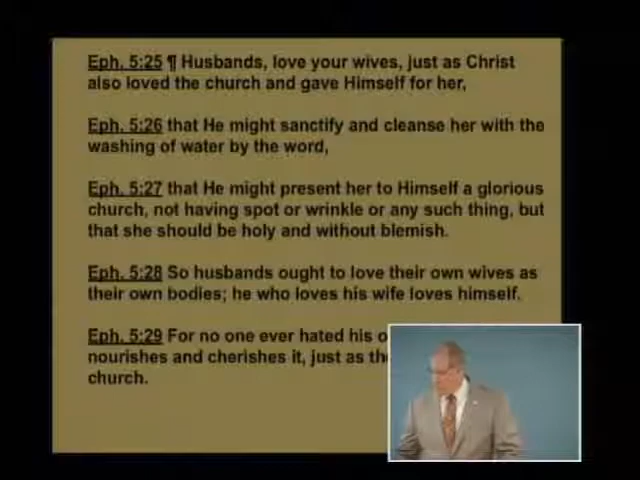 Eph. 5:25 ¶ Husbands, love your wives, just as Christ
also loved the church and gave Himself for her,
Eph. 5:26 that He might sanctify and cleanse her with the
washing of water by the word,
Eph. 5:27 that He might present her to Himself a glorious
church, not having spot or wrinkle or any such thing, but
that she should be holy and without blemish.
Eph. 5:28 So husbands ought to love their own wives as
their own bodies; he who loves his wife loves himself.
Eph. 5:29 For no one ever hated his
nourishes and cherishes it, just as
church.